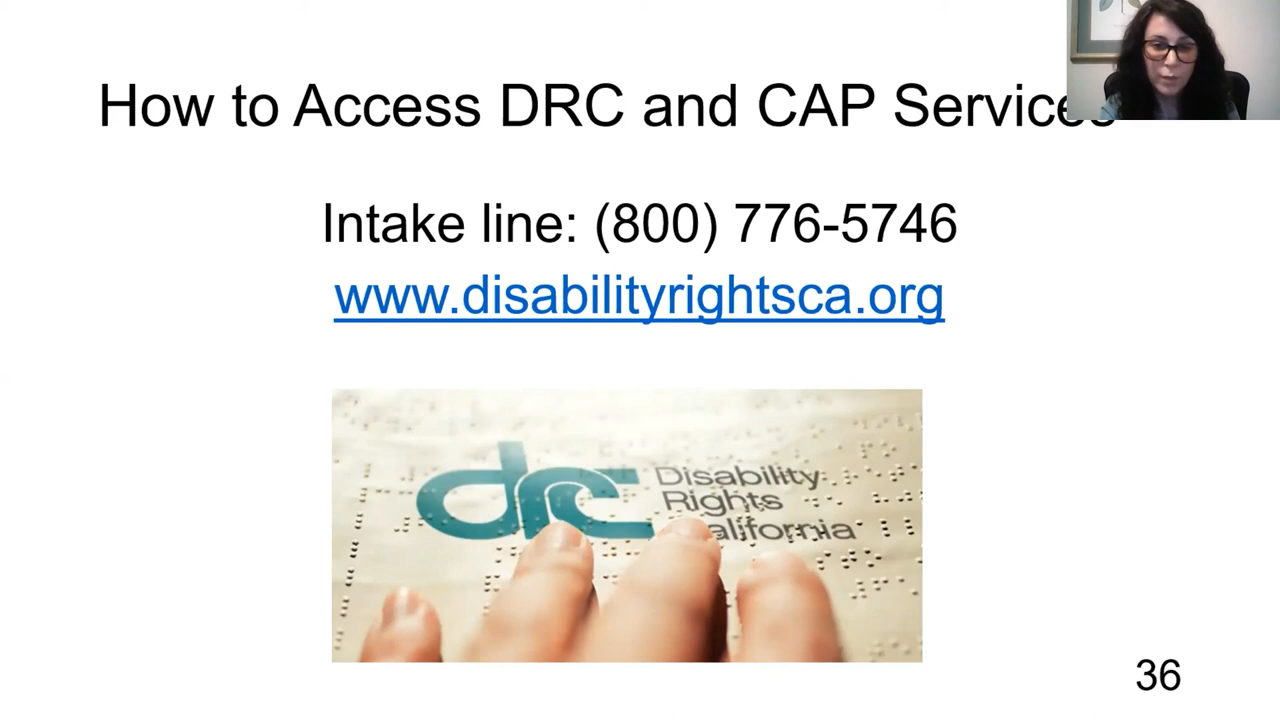 How to Access DRC and CAP Services
Intake line: (800) 776-5746
www.disabilityrightsca.org
drc
Disability
Rights
California
36